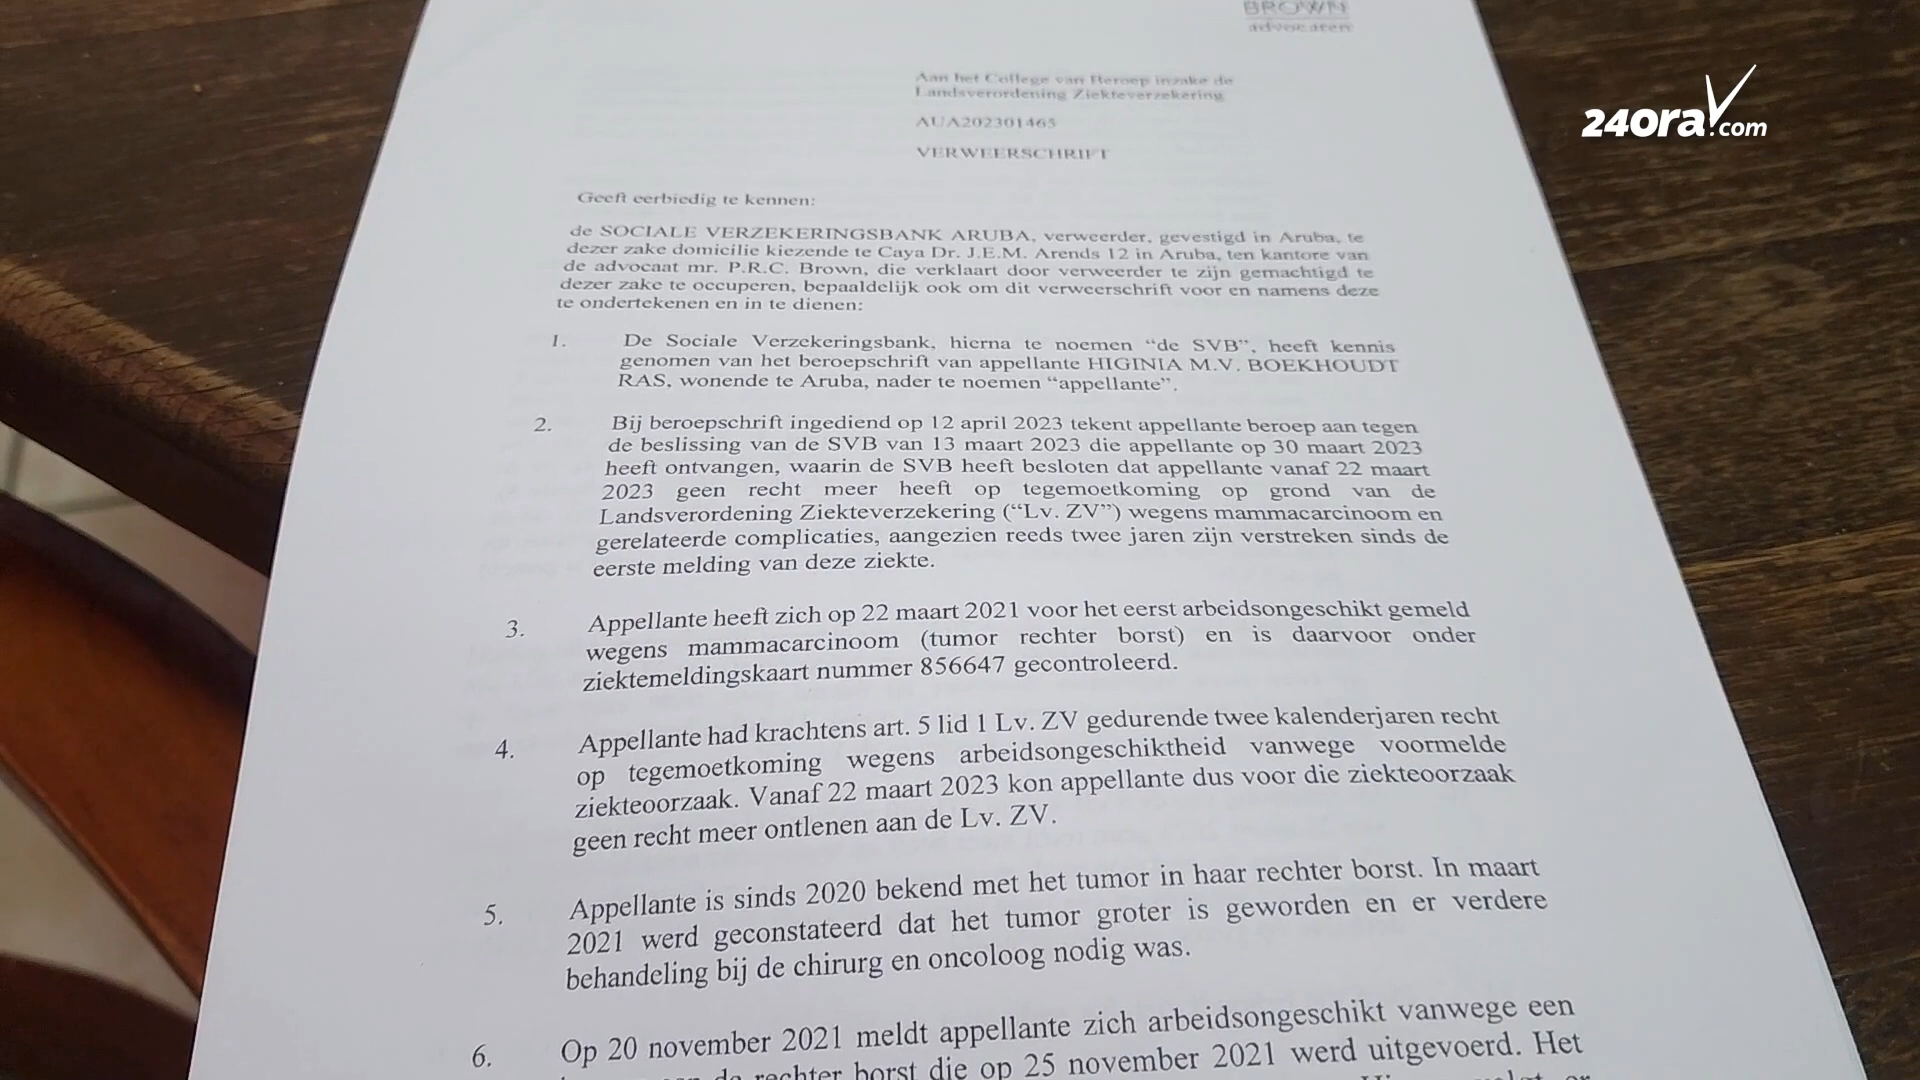 BROWN
advocaten
24ora.com
Aan het College van Beroep inzake de
Landsverordening Ziekteverzekering
AUA202301465
VERWEERSCHRIFT
Geeft eerbiedig te kennen:
de SOCIALE VERZEKERINGSBANK ARUBA, verweerder, gevestigd in Aruba, te
dezer zake domicilie kiezende te Caya Dr. J.E.M. Arends 12 in Aruba, ten kantore van
de advocaat mr. P.R.C. Brown, die verklaart door verweerder te zijn gemachtigd te
dezer zake te occuperen, bepaaldelijk ook om dit verweerschrift voor en namens deze
te ondertekenen en in te dienen:
1. De Sociale Verzekeringsbank, hierna te noemen “de SVB”, heeft kennis
genomen van het beroepschrift van appellante HIGINIA M.V. BOEKHOUDT
RAS, wonende te Aruba, nader te noemen “appellante”.
2. Bij beroepschrift ingediend op 12 april 2023 tekent appellante beroep aan tegen
de beslissing van de SVB van 13 maart 2023 die appellante op 30 maart 2023
heeft ontvangen, waarin de SVB heeft besloten dat appellante vanaf 22 maart
2023 geen recht meer heeft op tegemoetkoming op grond van de
Landsverordening Ziekteverzekering (“Lv. ZV”) wegens mammacarcinoom en
gerelateerde complicaties, aangezien reeds twee jaren zijn verstreken sinds de
eerste melding van deze ziekte.
3. Appellante heeft zich op 22 maart 2021 voor het eerst arbeidsongeschikt gemeld
wegens mammacarcinoom (tumor rechter borst) en is daarvoor onder
ziektemeldingskaart nummer 856647 gecontroleerd.
4. Appellante had krachtens art. 5 lid 1 Lv. ZV gedurende twee kalenderjaren recht
op tegemoetkoming wegens arbeidsongeschiktheid vanwege voormelde
ziekteoorzaak. Vanaf 22 maart 2023 kon appellante dus voor die ziekteoorzaak
geen recht meer ontlenen aan de Lv. ZV.
5. Appellante is sinds 2020 bekend met het tumor in haar rechter borst. In maart
2021 werd geconstateerd dat het tumor groter is geworden en er verdere
behandeling bij de chirurg en oncoloog nodig was.
6. Op 20 november 2021 meldt appellante zich arbeidsongeschikt vanwege een
de rechter borst die op 25 november 2021 werd uitgevoerd. Het